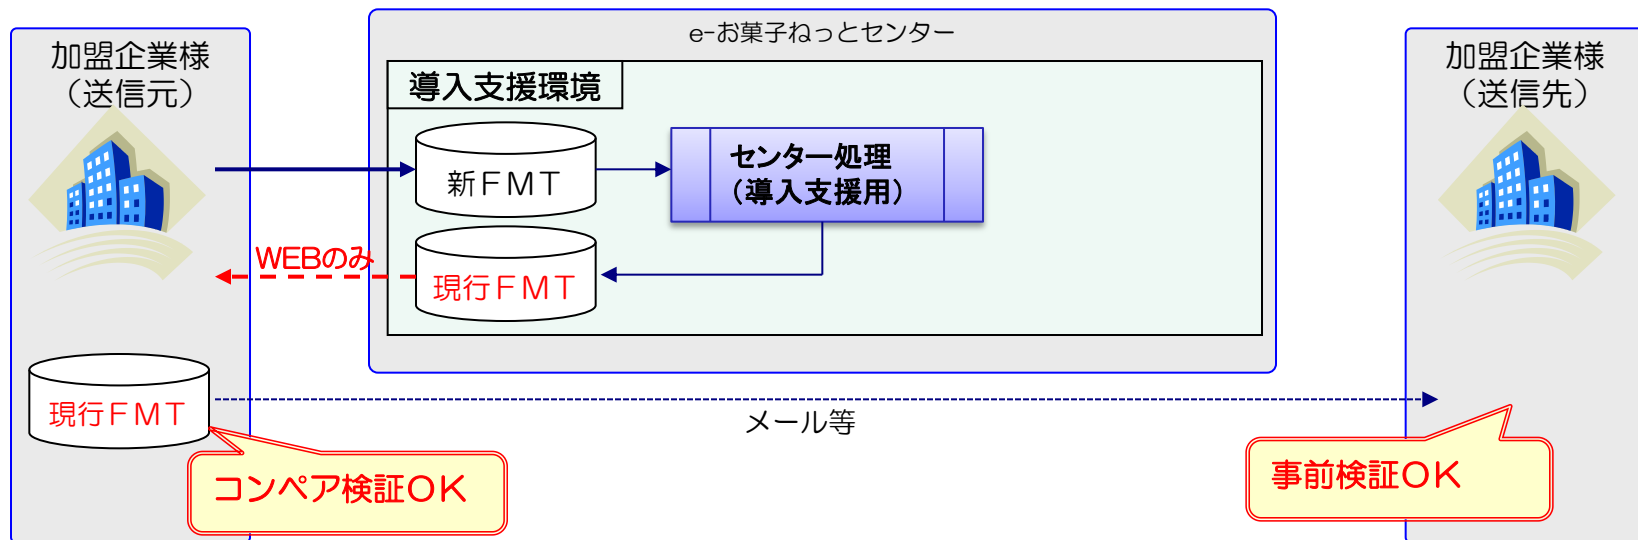 e-お菓子ねっとセンター
加盟企業様
（送信元）
加盟企業様
（送信先）
導入支援環境
新ＦＭＴ
センター処理
（導入支援用）
WEBのみ
現行ＦＭＴ
現行ＦＭＴ
メール等
コンペア検証OK
事前検証OK